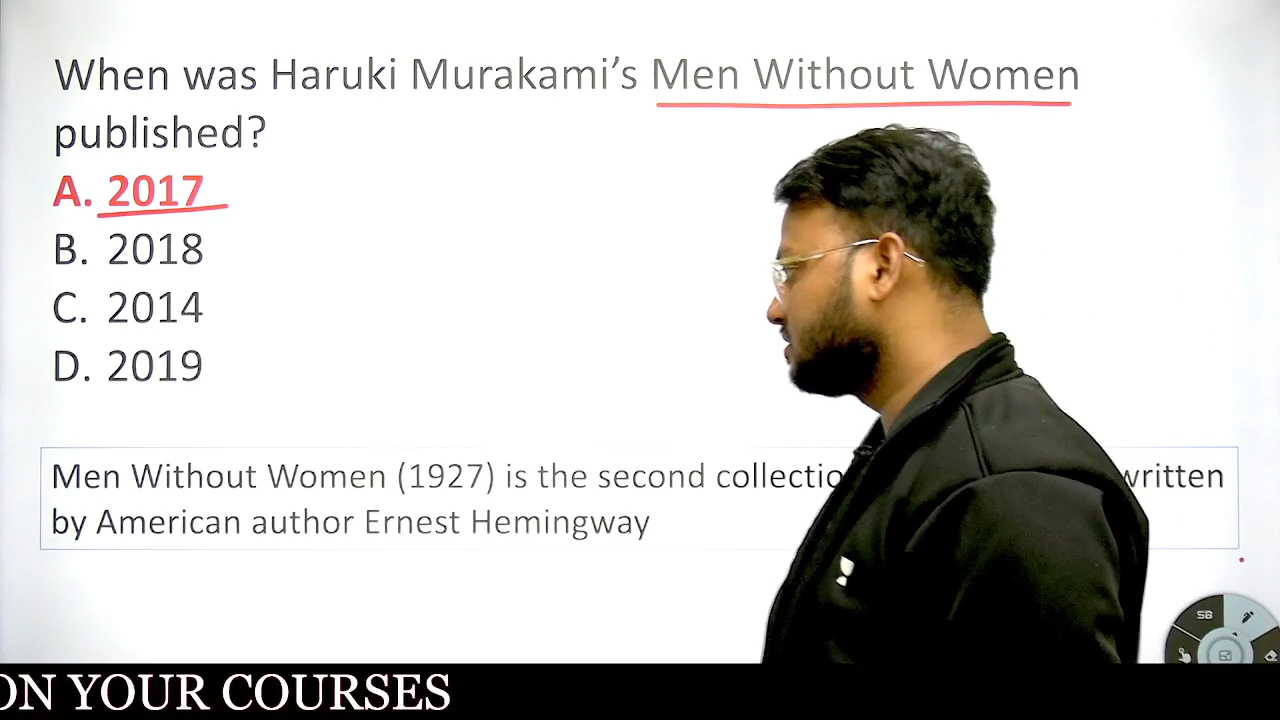 When was Haruki Murakami’s Men Without Women
published?
A. 2017
B. 2018
C. 2014
D. 2019
Men Without Women (1927) is the second written
by American author Ernest Hemingway
SB
ON YOUR COURSES